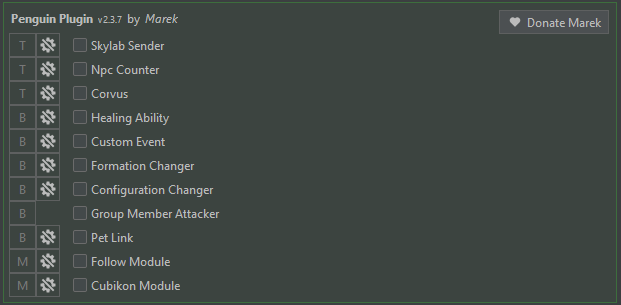 Penguin Plugin v2.3.7 by Marek
Donate Marek
T Skylab Sender
T Npc Counter
T Corvus
B Healing Ability
B Custom Event
B Formation Changer
B Configuration Changer
B Group Member Attacker
B Pet Link
M Follow Module
M Cubikon Module